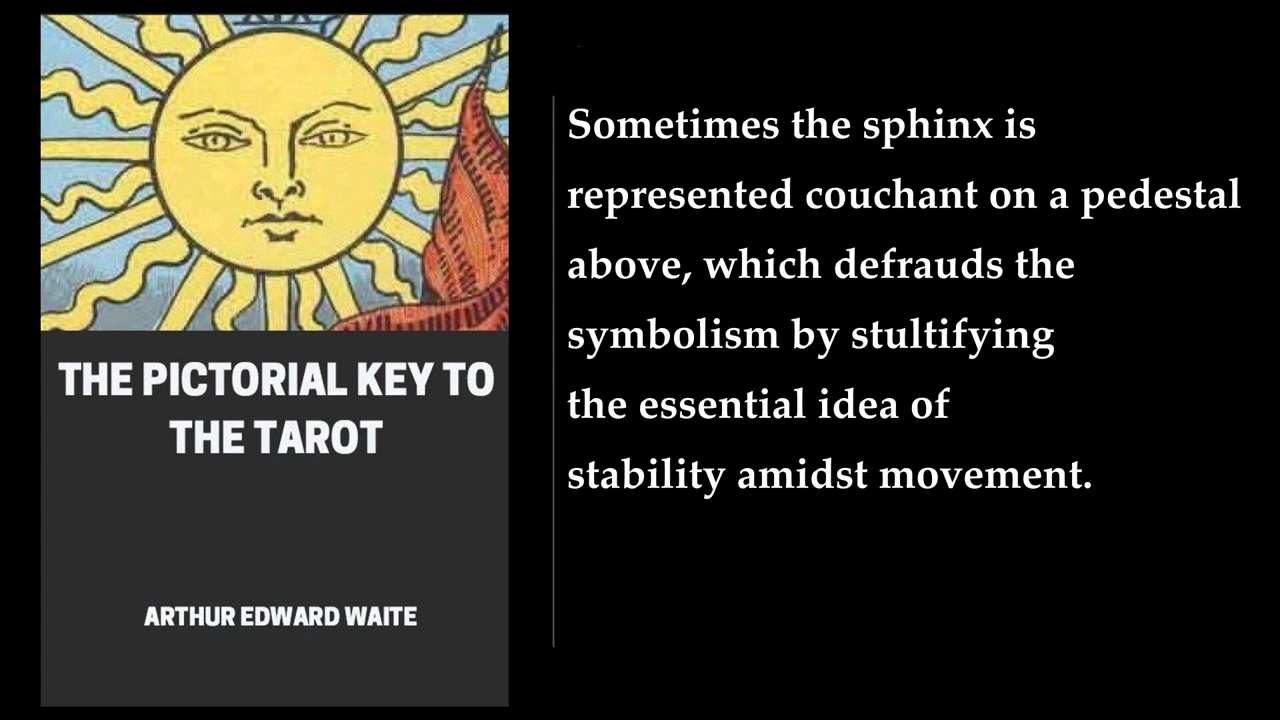 XIX
THE PICTORIAL KEY TO
THE TAROT
ARTHUR EDWARD WAITE
Sometimes the sphinx is
represented couchant on a pedestal
above, which defrauds the
symbolism by stultifying
the essential idea of
stability amidst movement.